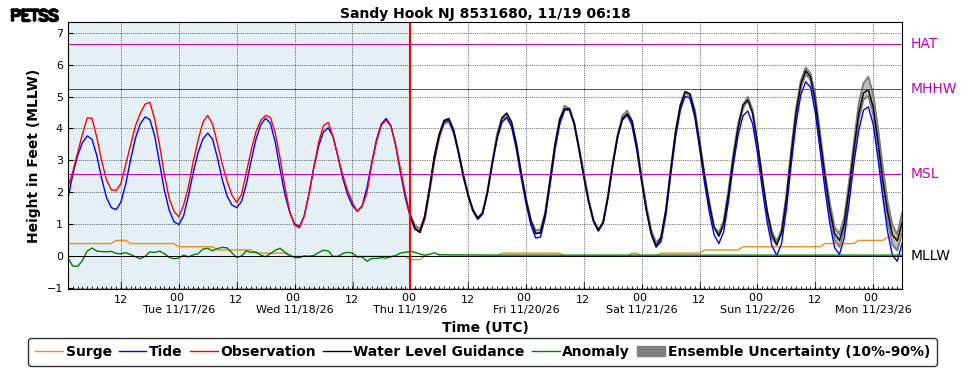 PETSS
Sandy Hook NJ 8531680, 11/19 06:18
Height in Feet (MLLW)
7
6
5
4
3
2
1
0
−1
HAT
MHHW
MSL
MLLW
12 00 12 00 12 00 12 00 12 00 12 00 12 00
Tue 11/17/26 Wed 11/18/26 Thu 11/19/26 Fri 11/20/26 Sat 11/21/26 Sun 11/22/26 Mon 11/23/26
Time (UTC)
Surge Tide Observation Water Level Guidance Anomaly Ensemble Uncertainty (10%-90%)